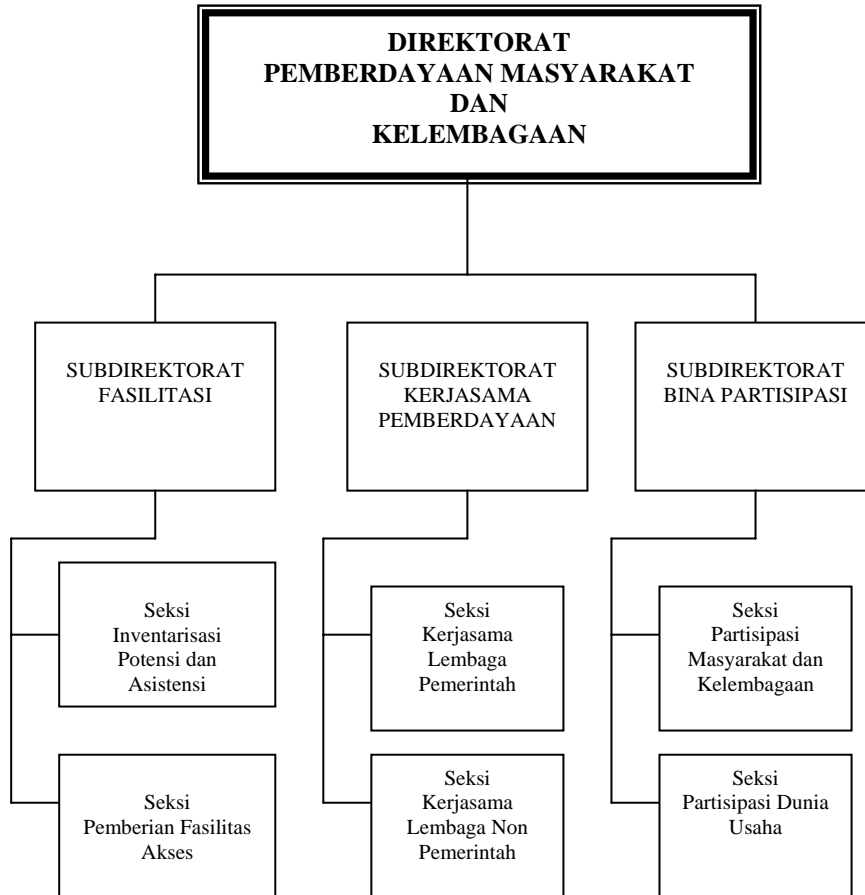 DIREKTORAT
PEMBERDAYAAN MASYARAKAT
DAN
KELEMBAGAAN
SUBDIREKTORAT
FASILITASI
SUBDIREKTORAT
KERJASAMA
PEMBERDAYAAN
SUBDIREKTORAT
BINA PARTISIPASI
Seksi
Inventarisasi
Potensi dan
Asistensi
Seksi
Kerjasama
Lembaga
Pemerintah
Seksi
Partisipasi
Masyarakat dan
Kelembagaan
Seksi
Pemberian Fasilitas
Akses
Seksi
Kerjasama
Lembaga Non
Pemerintah
Seksi
Partisipasi Dunia
Usaha